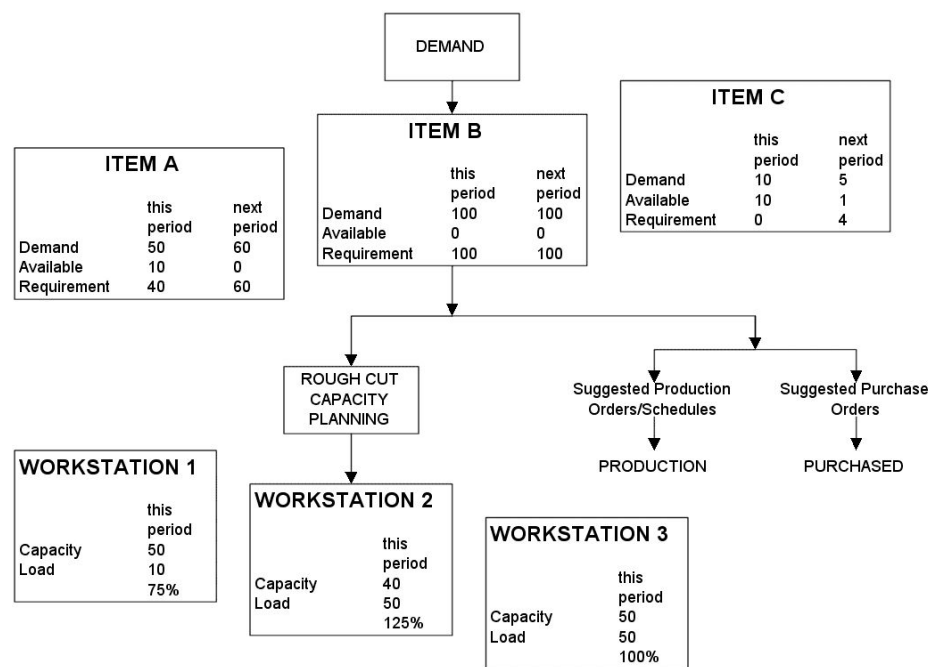 DEMAND
ITEM A
this next
period period
Demand 50 60
Available 10 0
Requirement 40 60
ITEM B
this next
period period
Demand 100 100
Available 0 0
Requirement 100 100
ITEM C
this next
period period
Demand 10 5
Available 10 1
Requirement 0 4
ROUGH CUT
CAPACITY
PLANNING
Suggested Production
Orders/Schedules
PRODUCTION
Suggested Purchase
Orders
PURCHASED
WORKSTATION 1
this
period
Capacity 50
Load 10
75%
WORKSTATION 2
this
period
Capacity 40
Load 50
125%
WORKSTATION 3
this
period
Capacity 50
Load 50
100%